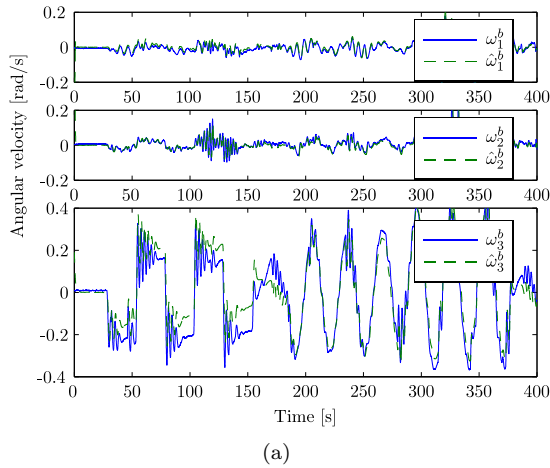 Angular velocity [rad/s]
0.2
0
-0.2
0 50 100 150 200 250 300 350 400
ω₁ᵇ
ω̂₁ᵇ
0.2
0
-0.2
0 50 100 150 200 250 300 350 400
ω₂ᵇ
ω̂₂ᵇ
0.4
0.2
0
-0.2
-0.4
0 50 100 150 200 250 300 350 400
ω₃ᵇ
ω̂₃ᵇ
Time [s]
(a)